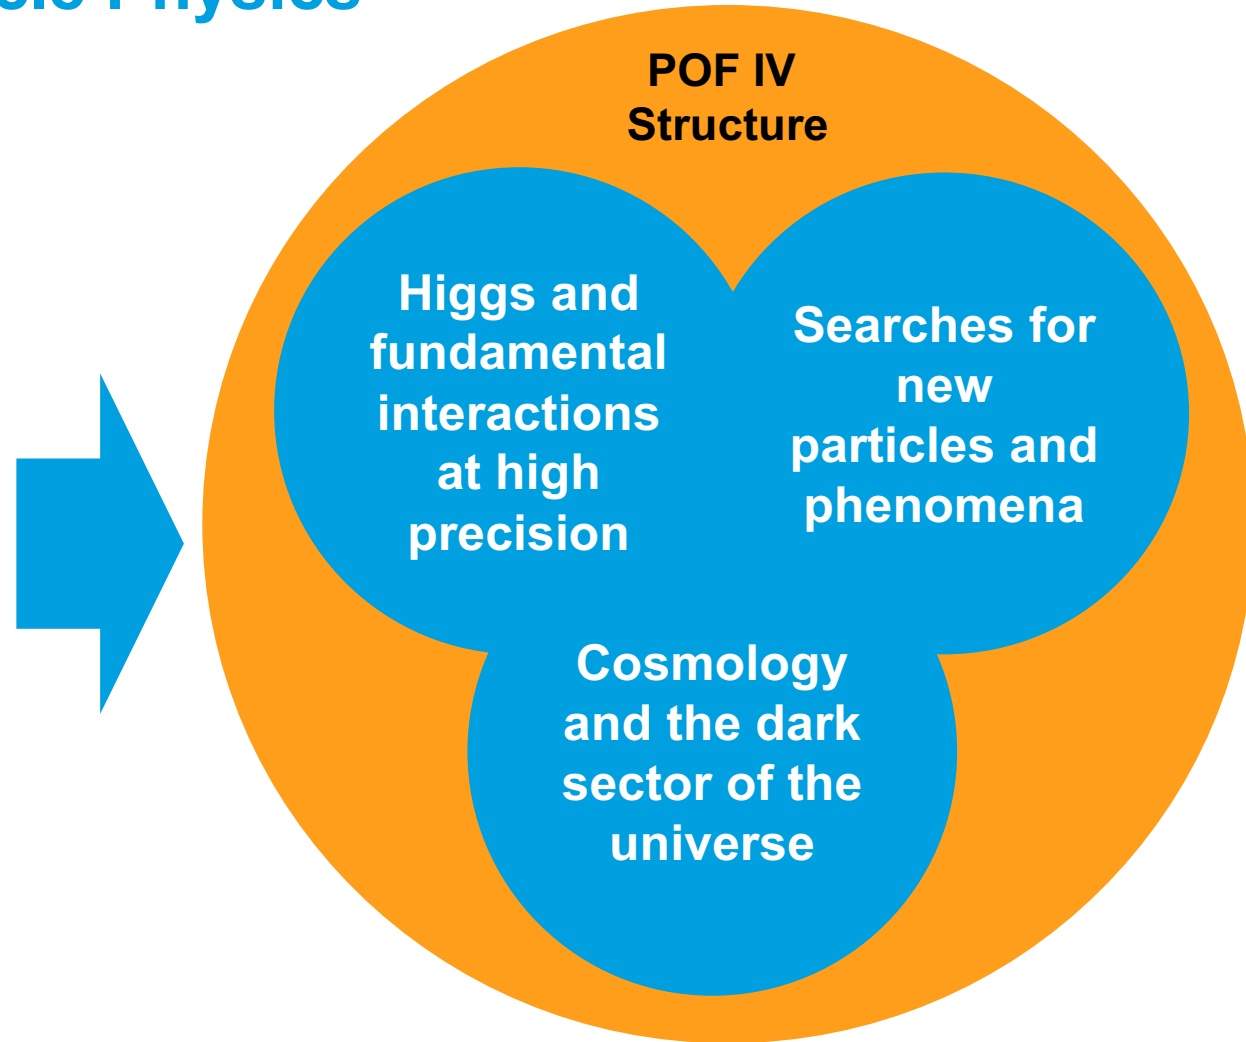 Physics
POF IV
Structure
Higgs and
fundamental
interactions
at high
precision
Searches for
new
particles and
phenomena
Cosmology
and the dark
sector of the
universe